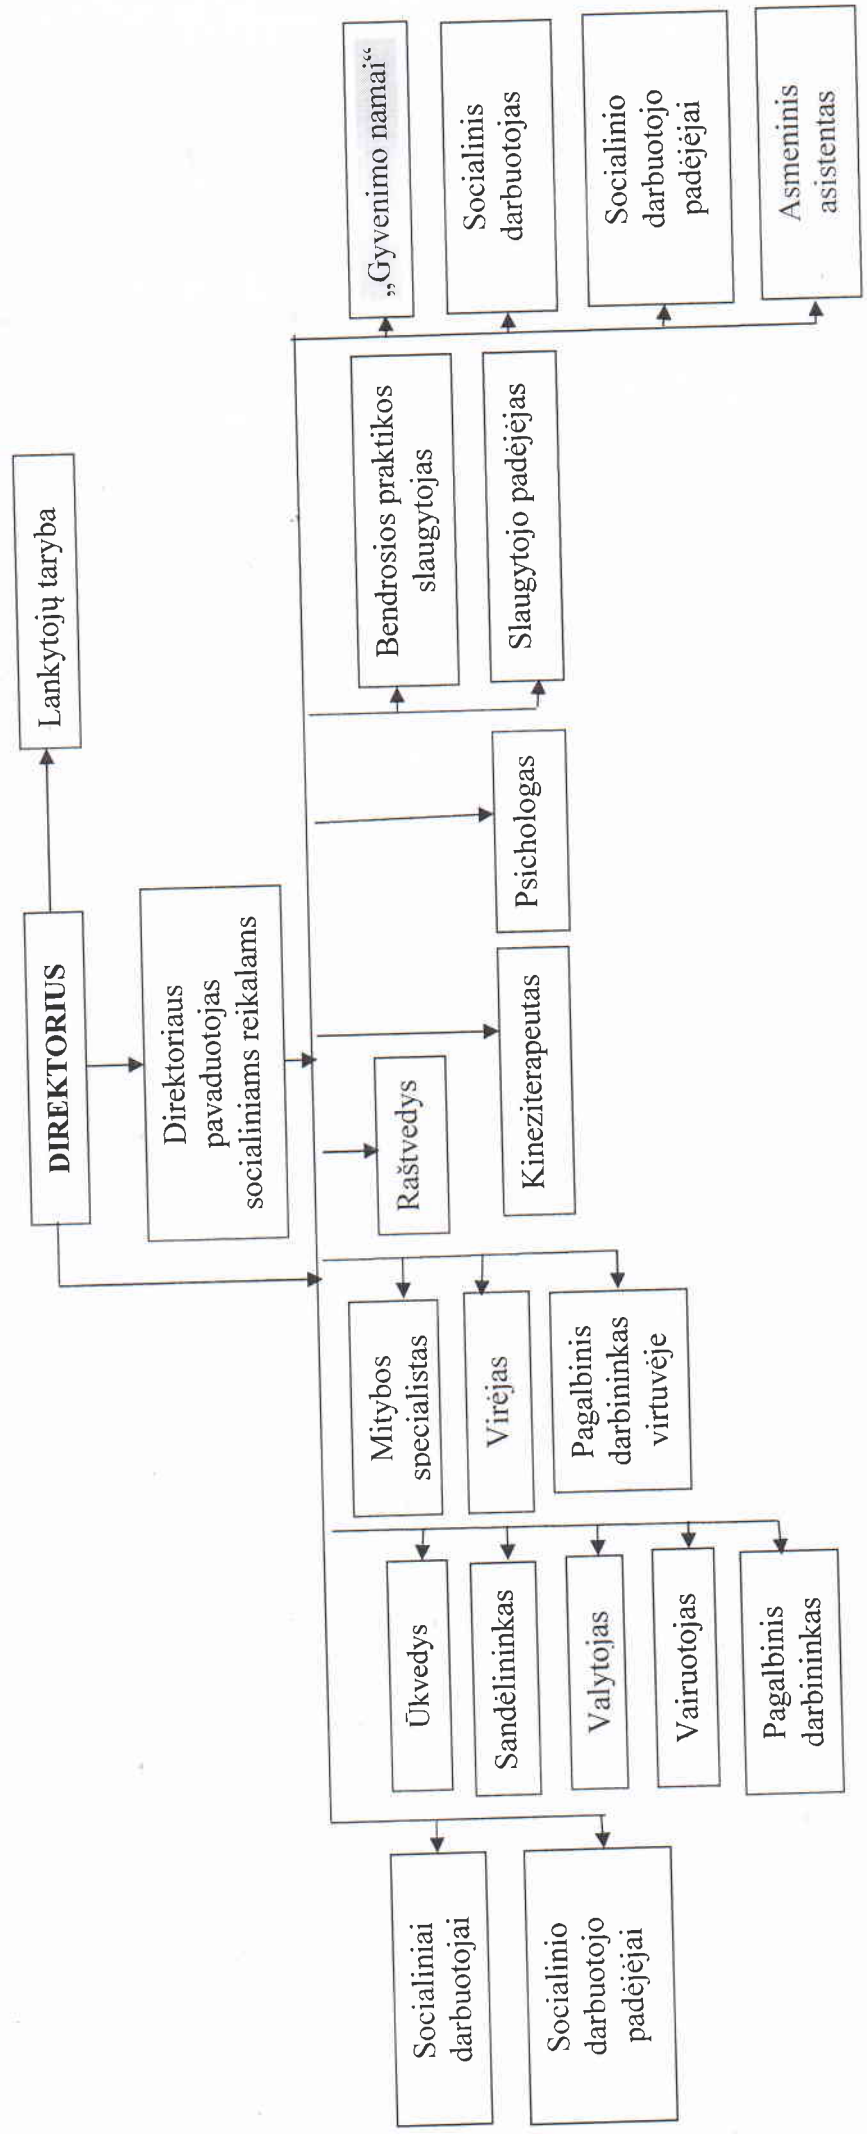 DIREKTORIUS
Lankytojų taryba
Direktoriaus
pavaduotojas
socialiniams reikalams
Socialiniai
darbuotojai
Socialinio
darbuotojo
padėjėjai
Ūkvedys
Sandėlininkas
Valytojas
Vairuotojas
Pagalbinis
darbininkas
Mitybos
specialistas
Virėjas
Pagalbinis
darbininkas
virtuvėje
Raštvedys
Kineziterapeutas
Psichologas
Bendrosios praktikos
slaugytojas
Slaugytojo padėjėjas
„Gyvenimo namai“
Socialinis
darbuotojas
Socialinio
darbuotojo
padėjėjai
Asmeninis
asistentas